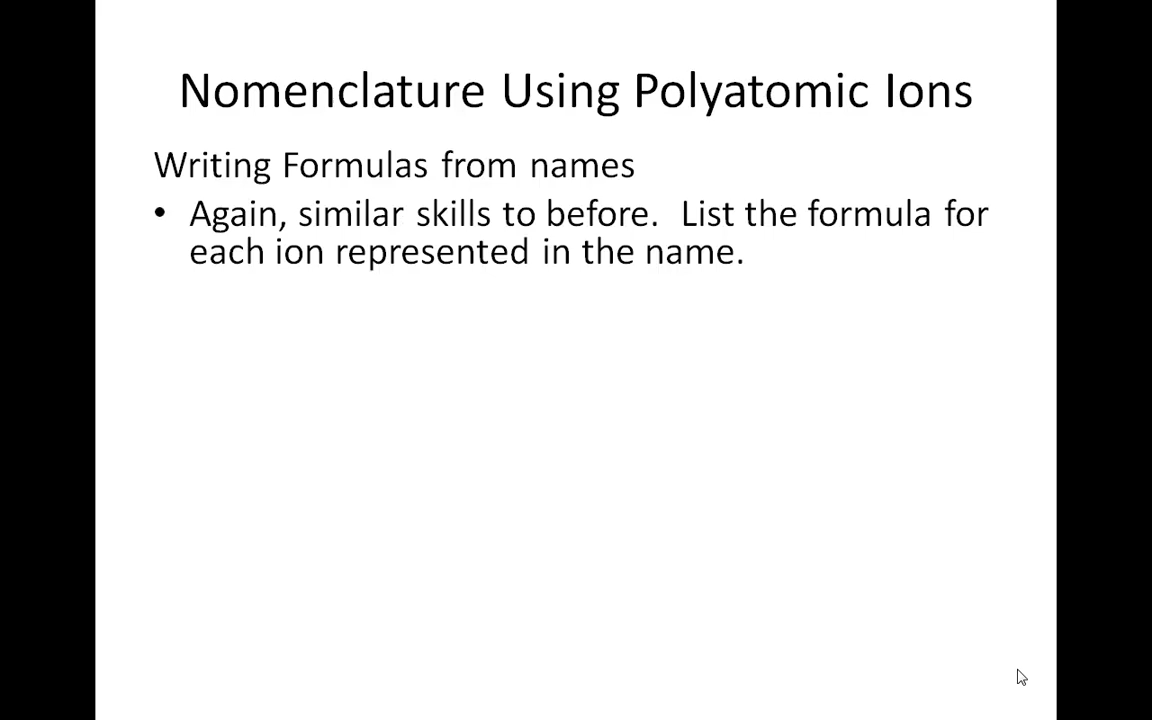 Nomenclature Using Polyatomic Ions
Writing Formulas from names
• Again, similar skills to before.  List the formula for
each ion represented in the name.